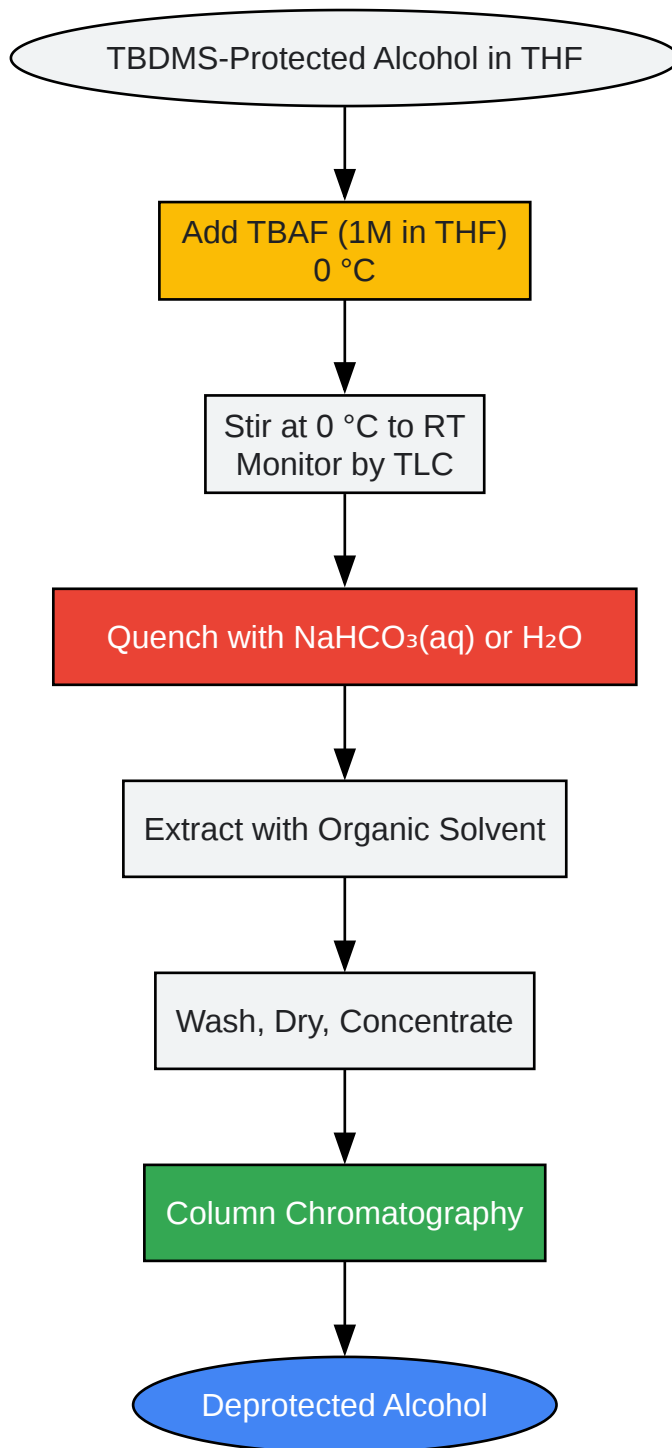 TBDMS-Protected Alcohol in THF
Add TBAF (1M in THF)
0 °C
Stir at 0 °C to RT
Monitor by TLC
Quench with NaHCO₃(aq) or H₂O
Extract with Organic Solvent
Wash, Dry, Concentrate
Column Chromatography
Deprotected Alcohol